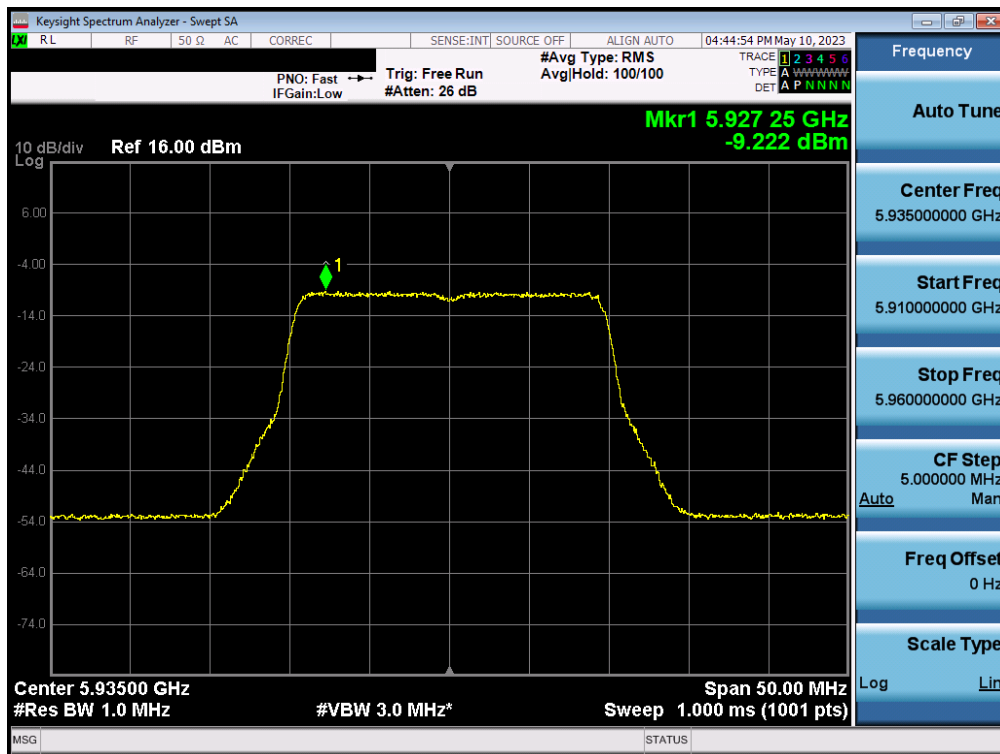 Keysight Spectrum Analyzer - Swept SA
LXI RL RF 50 Ω AC CORREC SENSE:INT SOURCE OFF ALIGN AUTO 04:44:54 PM May 10, 2023
PNO: Fast
IFGain:Low
Trig: Free Run
#Atten: 26 dB
#Avg Type: RMS
Avg|Hold: 100/100
TRACE 1 2 3 4 5 6
TYPE A WWWWW
DET A P N N N N
Mkr1 5.927 25 GHz
-9.222 dBm
10 dB/div
Log
Ref 16.00 dBm
6.00
-4.00
1
-14.0
-24.0
-34.0
-44.0
-54.0
-64.0
-74.0
Center 5.93500 GHz
Span 50.00 MHz
#Res BW 1.0 MHz
#VBW 3.0 MHz*
Sweep 1.000 ms (1001 pts)
MSG
STATUS
Frequency
Auto Tune
Center Freq
5.935000000 GHz
Start Freq
5.910000000 GHz
Stop Freq
5.960000000 GHz
CF Step
5.000000 MHz
Auto Man
Freq Offset
0 Hz
Scale Type
Log Lin